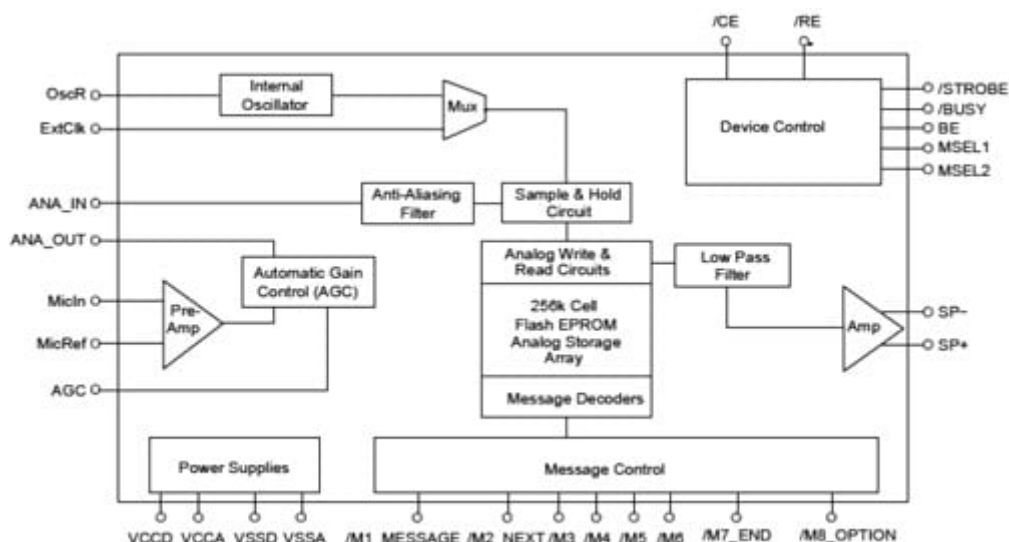 /CE
/RE
OscR
Internal
Oscillator
Mux
ExtClk
Device Control
/STROBE
/BUSY
BE
MSEL1
MSEL2
ANA_IN
Anti-Aliasing
Filter
Sample & Hold
Circuit
ANA_OUT
Automatic Gain
Control (AGC)
Analog Write &
Read Circuits
Low Pass
Filter
MicIn
Pre-
Amp
256k Cell
Flash EPROM
Analog Storage
Array
Amp
SP-
SP+
MicRef
AGC
Message Decoders
Power Supplies
Message Control
VCCD VCCA VSSD VSSA /M1_MESSAGE /M2_NEXT /M3 /M4 /M5 /M6 /M7_END /M8_OPTION